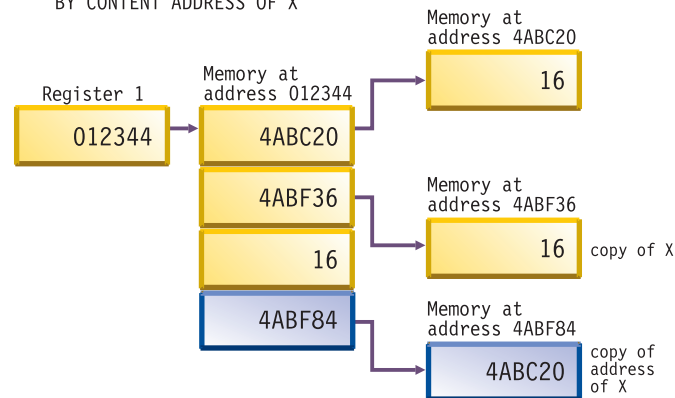 BY CONTENT ADDRESS OF X
Memory at
address 4ABC20
16
Register 1
012344
Memory at
address 012344
4ABC20
4ABF36
16
4ABF84
Memory at
address 4ABF36
16
copy of X
Memory at
address 4ABF84
4ABC20
copy of
address
of X